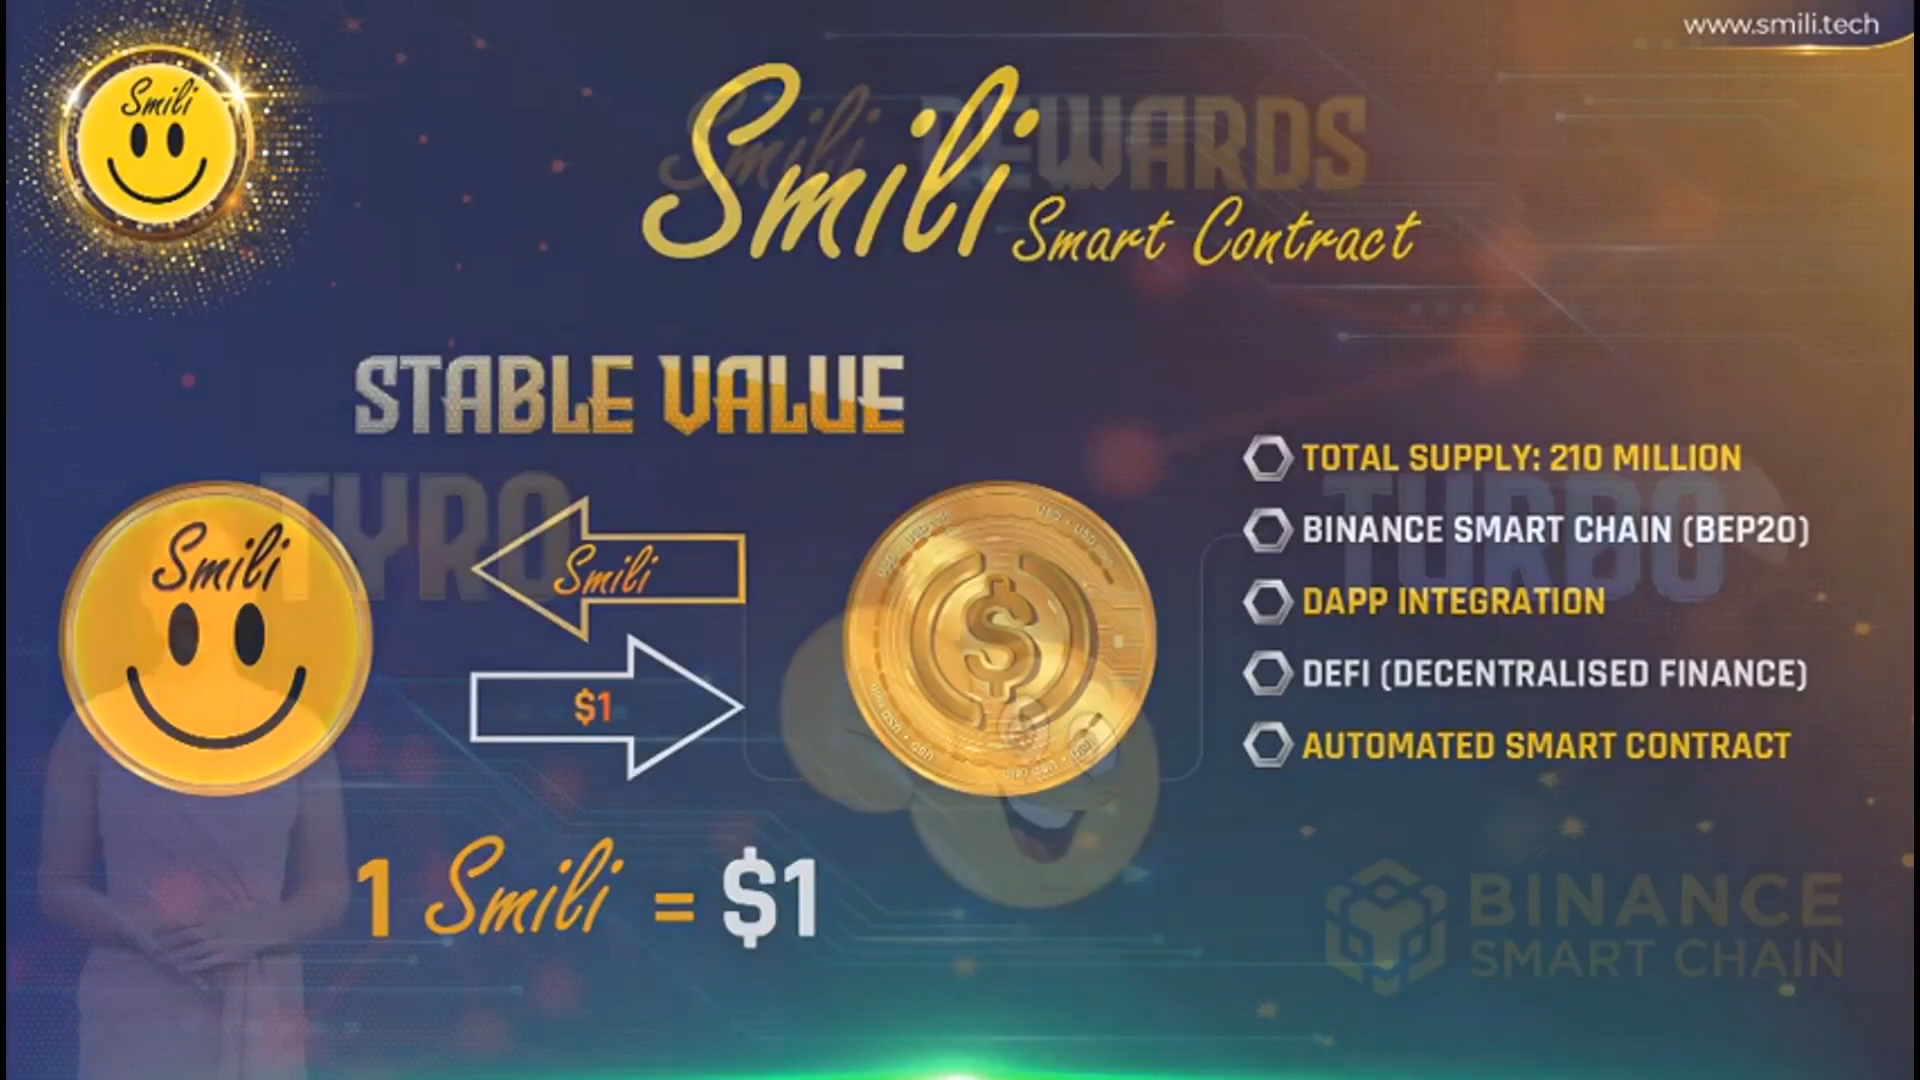 www.smili.tech
Smili
Smili REWARDS
Smili Smart Contract
STABLE VALUE
TYRO
TURBO
Smili
Smili
$1
1 Smili = $1
TOTAL SUPPLY: 210 MILLION
BINANCE SMART CHAIN (BEP20)
DAPP INTEGRATION
DEFI (DECENTRALISED FINANCE)
AUTOMATED SMART CONTRACT
BINANCE
SMART CHAIN